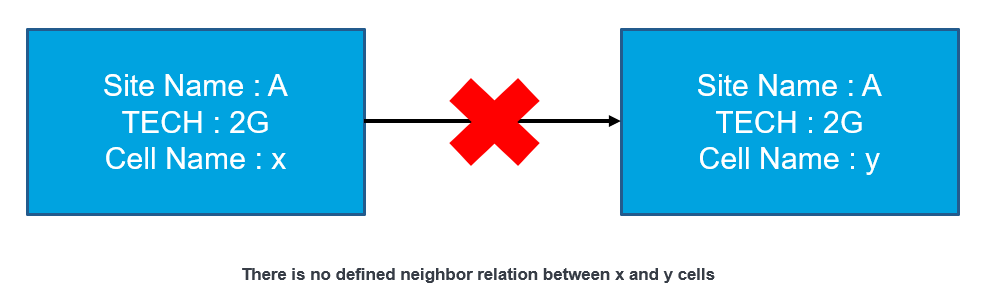 Site Name : A
TECH : 2G
Cell Name : x
Site Name : A
TECH : 2G
Cell Name : y
There is no defined neighbor relation between x and y cells